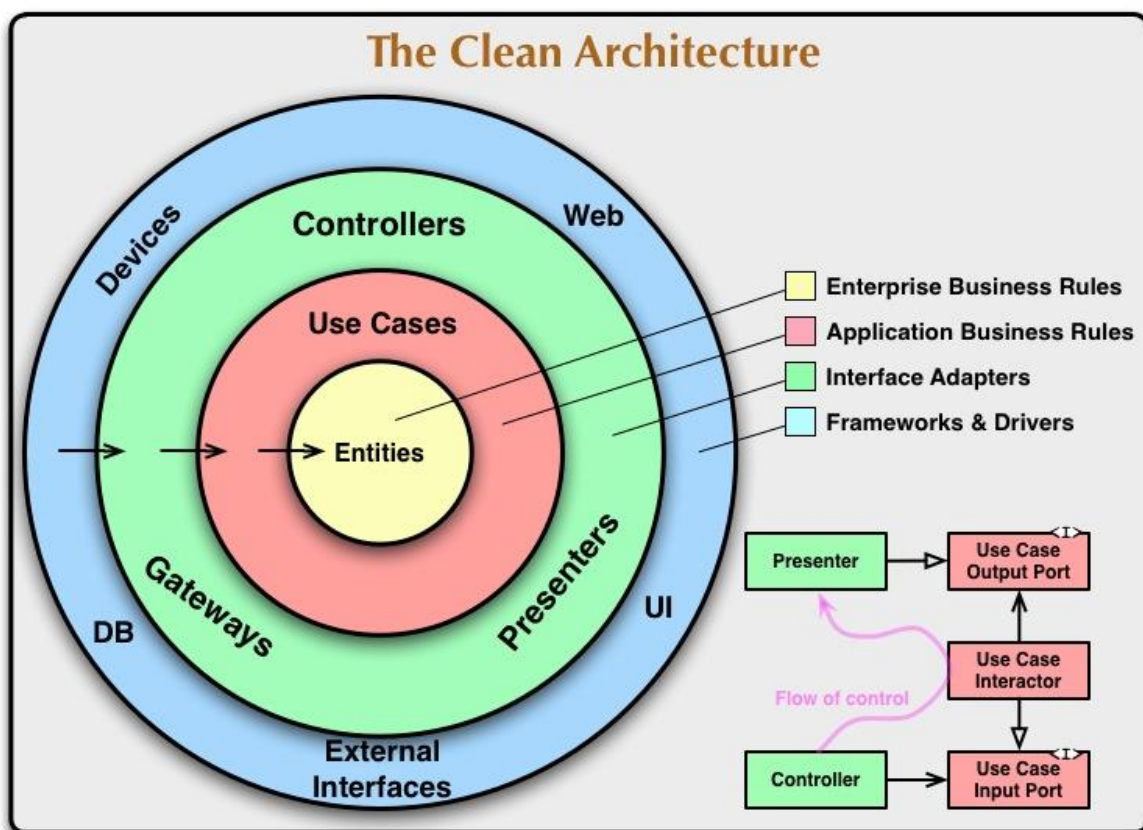 The Clean Architecture
Devices
Web
Controllers
Use Cases
Entities
Gateways
Presenters
DB
UI
External
Interfaces
Enterprise Business Rules
Application Business Rules
Interface Adapters
Frameworks & Drivers
Presenter
<I>
Use Case
Output Port
Use Case
Interactor
Flow of control
Controller
<I>
Use Case
Input Port